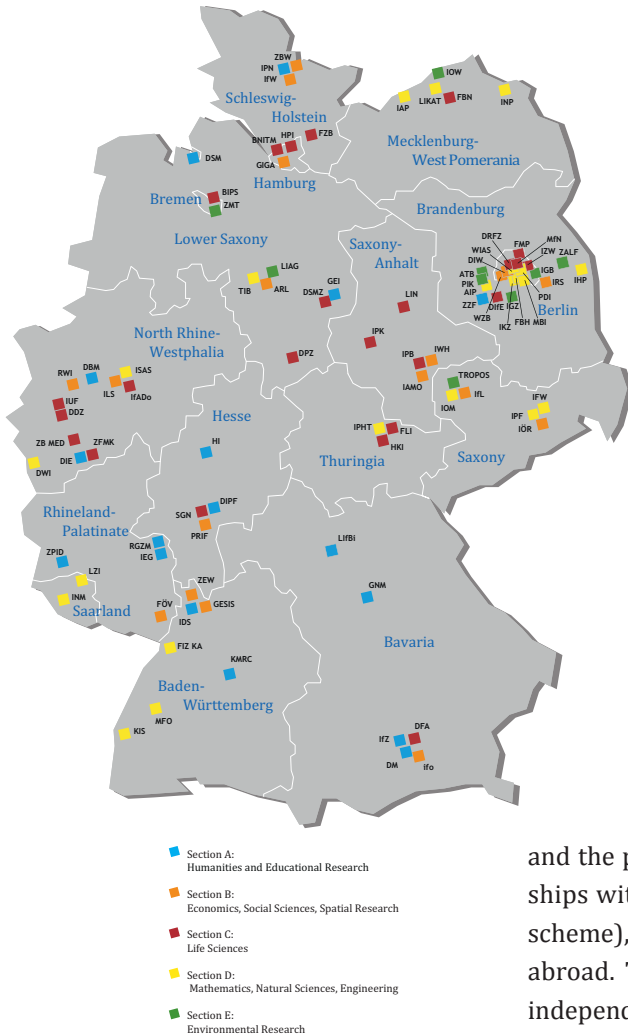 ZBW
IPN
IfW
Schleswig-
Holstein
IOW
IAP
LIKAT
FBN
INP
Mecklenburg-
West Pomerania
BNITM
HPI
FZB
GIGA
Hamburg
DSM
Bremen
BIPS
ZMT
Lower Saxony
Brandenburg
DRFZ
MfN
WIAS
FMP
IZW
ZALF
DIW
ATB
IGB
PIK
IRS
IHP
AIP
PDI
ZZF
DIfE
IGZ
Berlin
WZB
FBH
MBI
IKZ
Saxony-
Anhalt
LIAG
TIB
ARL
GEI
DSMZ
LIN
IPK
DPZ
IPB
IWH
IAMO
North Rhine-
Westphalia
DBM
ISAS
RWI
ILS
IfADo
IUF
DDZ
ZB MED
ZFMK
DIE
DWI
TROPOS
IOM
IfL
IFW
IPF
IÖR
Saxony
Hesse
HI
IPHT
FLI
HKI
Thuringia
DIPF
SGN
PRIF
Rhineland-
Palatinate
RGZM
IEG
ZPID
LZI
INM
Saarland
LIfBi
GNM
Bavaria
ZEW
FÖV
GESIS
IDS
FIZ KA
KMRC
Baden-
Württemberg
MFO
KIS
IfZ
DFA
DM
ifo
Section A:
Humanities and Educational Research
Section B:
Economics, Social Sciences, Spatial Research
Section C:
Life Sciences
Section D:
Mathematics, Natural Sciences, Engineering
Section E:
Environmental Research
and the p
ships wit
scheme),
abroad. T
independ